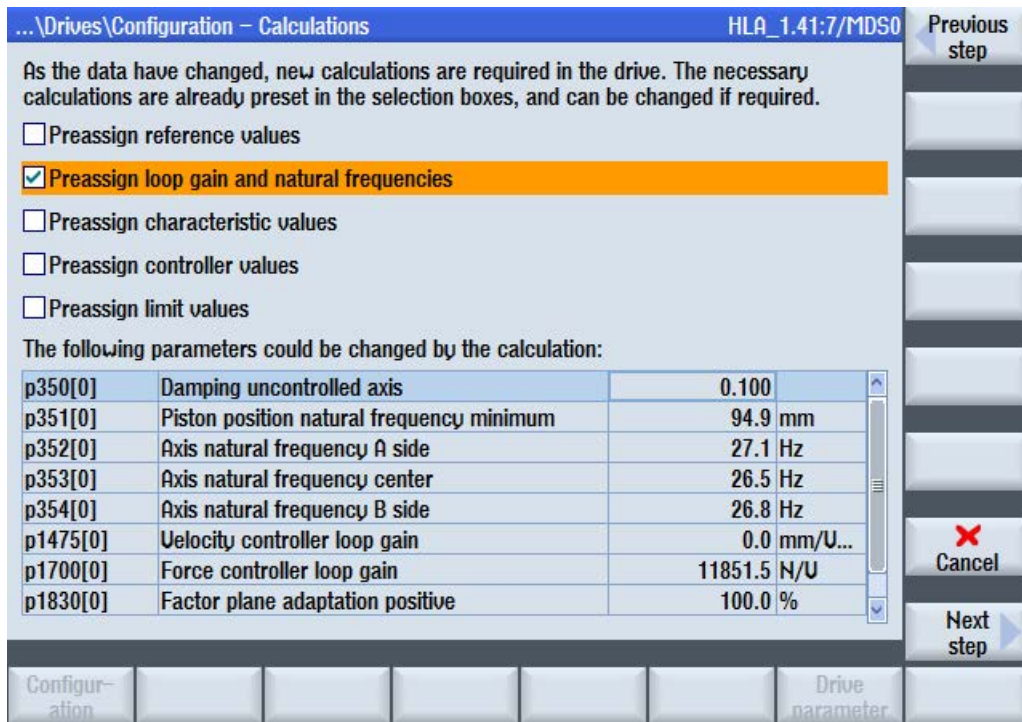 ...\Drives\Configuration – Calculations HLA_1.41:7/MDS0
Previous
step
As the data have changed, new calculations are required in the drive. The necessary
calculations are already preset in the selection boxes, and can be changed if required.
Preassign reference values
Preassign loop gain and natural frequencies
Preassign characteristic values
Preassign controller values
Preassign limit values
The following parameters could be changed by the calculation:
p350[0] Damping uncontrolled axis 0.100
p351[0] Piston position natural frequency minimum 94.9 mm
p352[0] Axis natural frequency A side 27.1 Hz
p353[0] Axis natural frequency center 26.5 Hz
p354[0] Axis natural frequency B side 26.8 Hz
p1475[0] Velocity controller loop gain 0.0 mm/V...
p1700[0] Force controller loop gain 11851.5 N/V
p1830[0] Factor plane adaptation positive 100.0 %
Cancel
Next
step
Configur-
ation
Drive
parameter